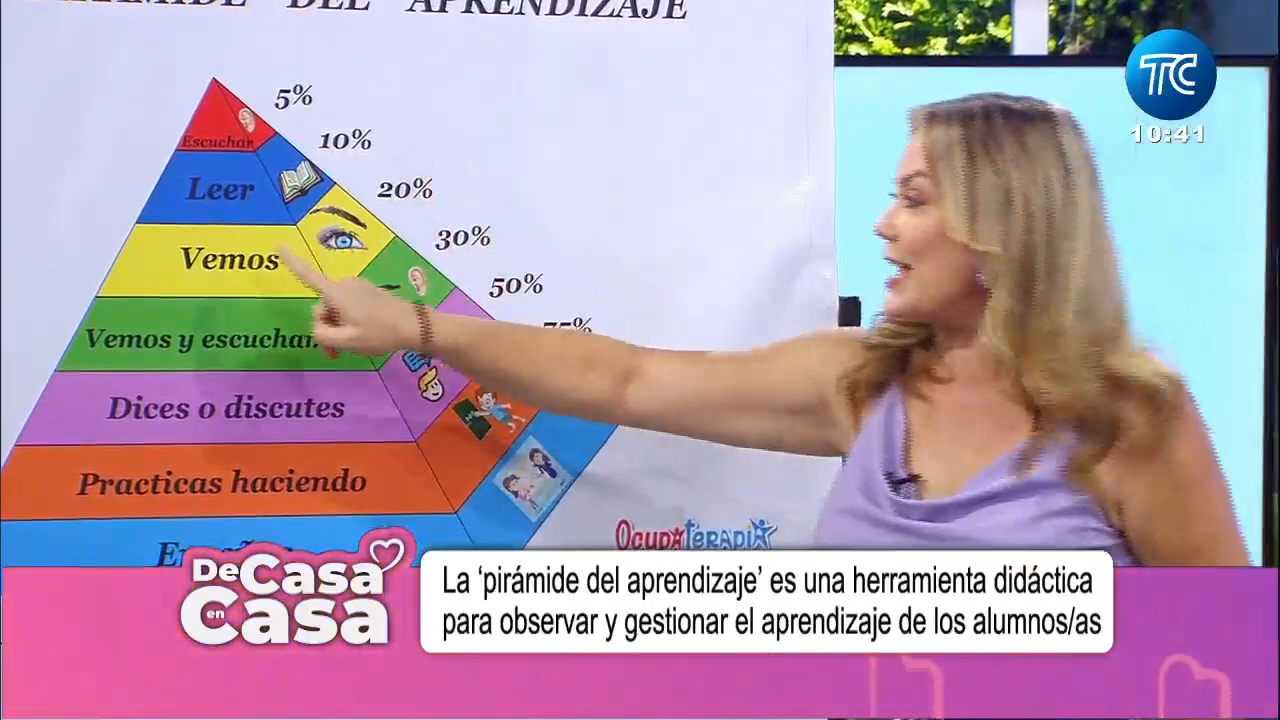 PIRÁMIDE DEL APRENDIZAJE
TC
10:41
5%
Escuchar
10%
Leer
20%
Vemos
30%
Vemos y escuchan
50%
75%
Dices o discutes
Practicas haciendo
OcupaTERAPIA
De Casa
en
Casa
La ‘pirámide del aprendizaje’ es una herramienta didáctica
para observar y gestionar el aprendizaje de los alumnos/as